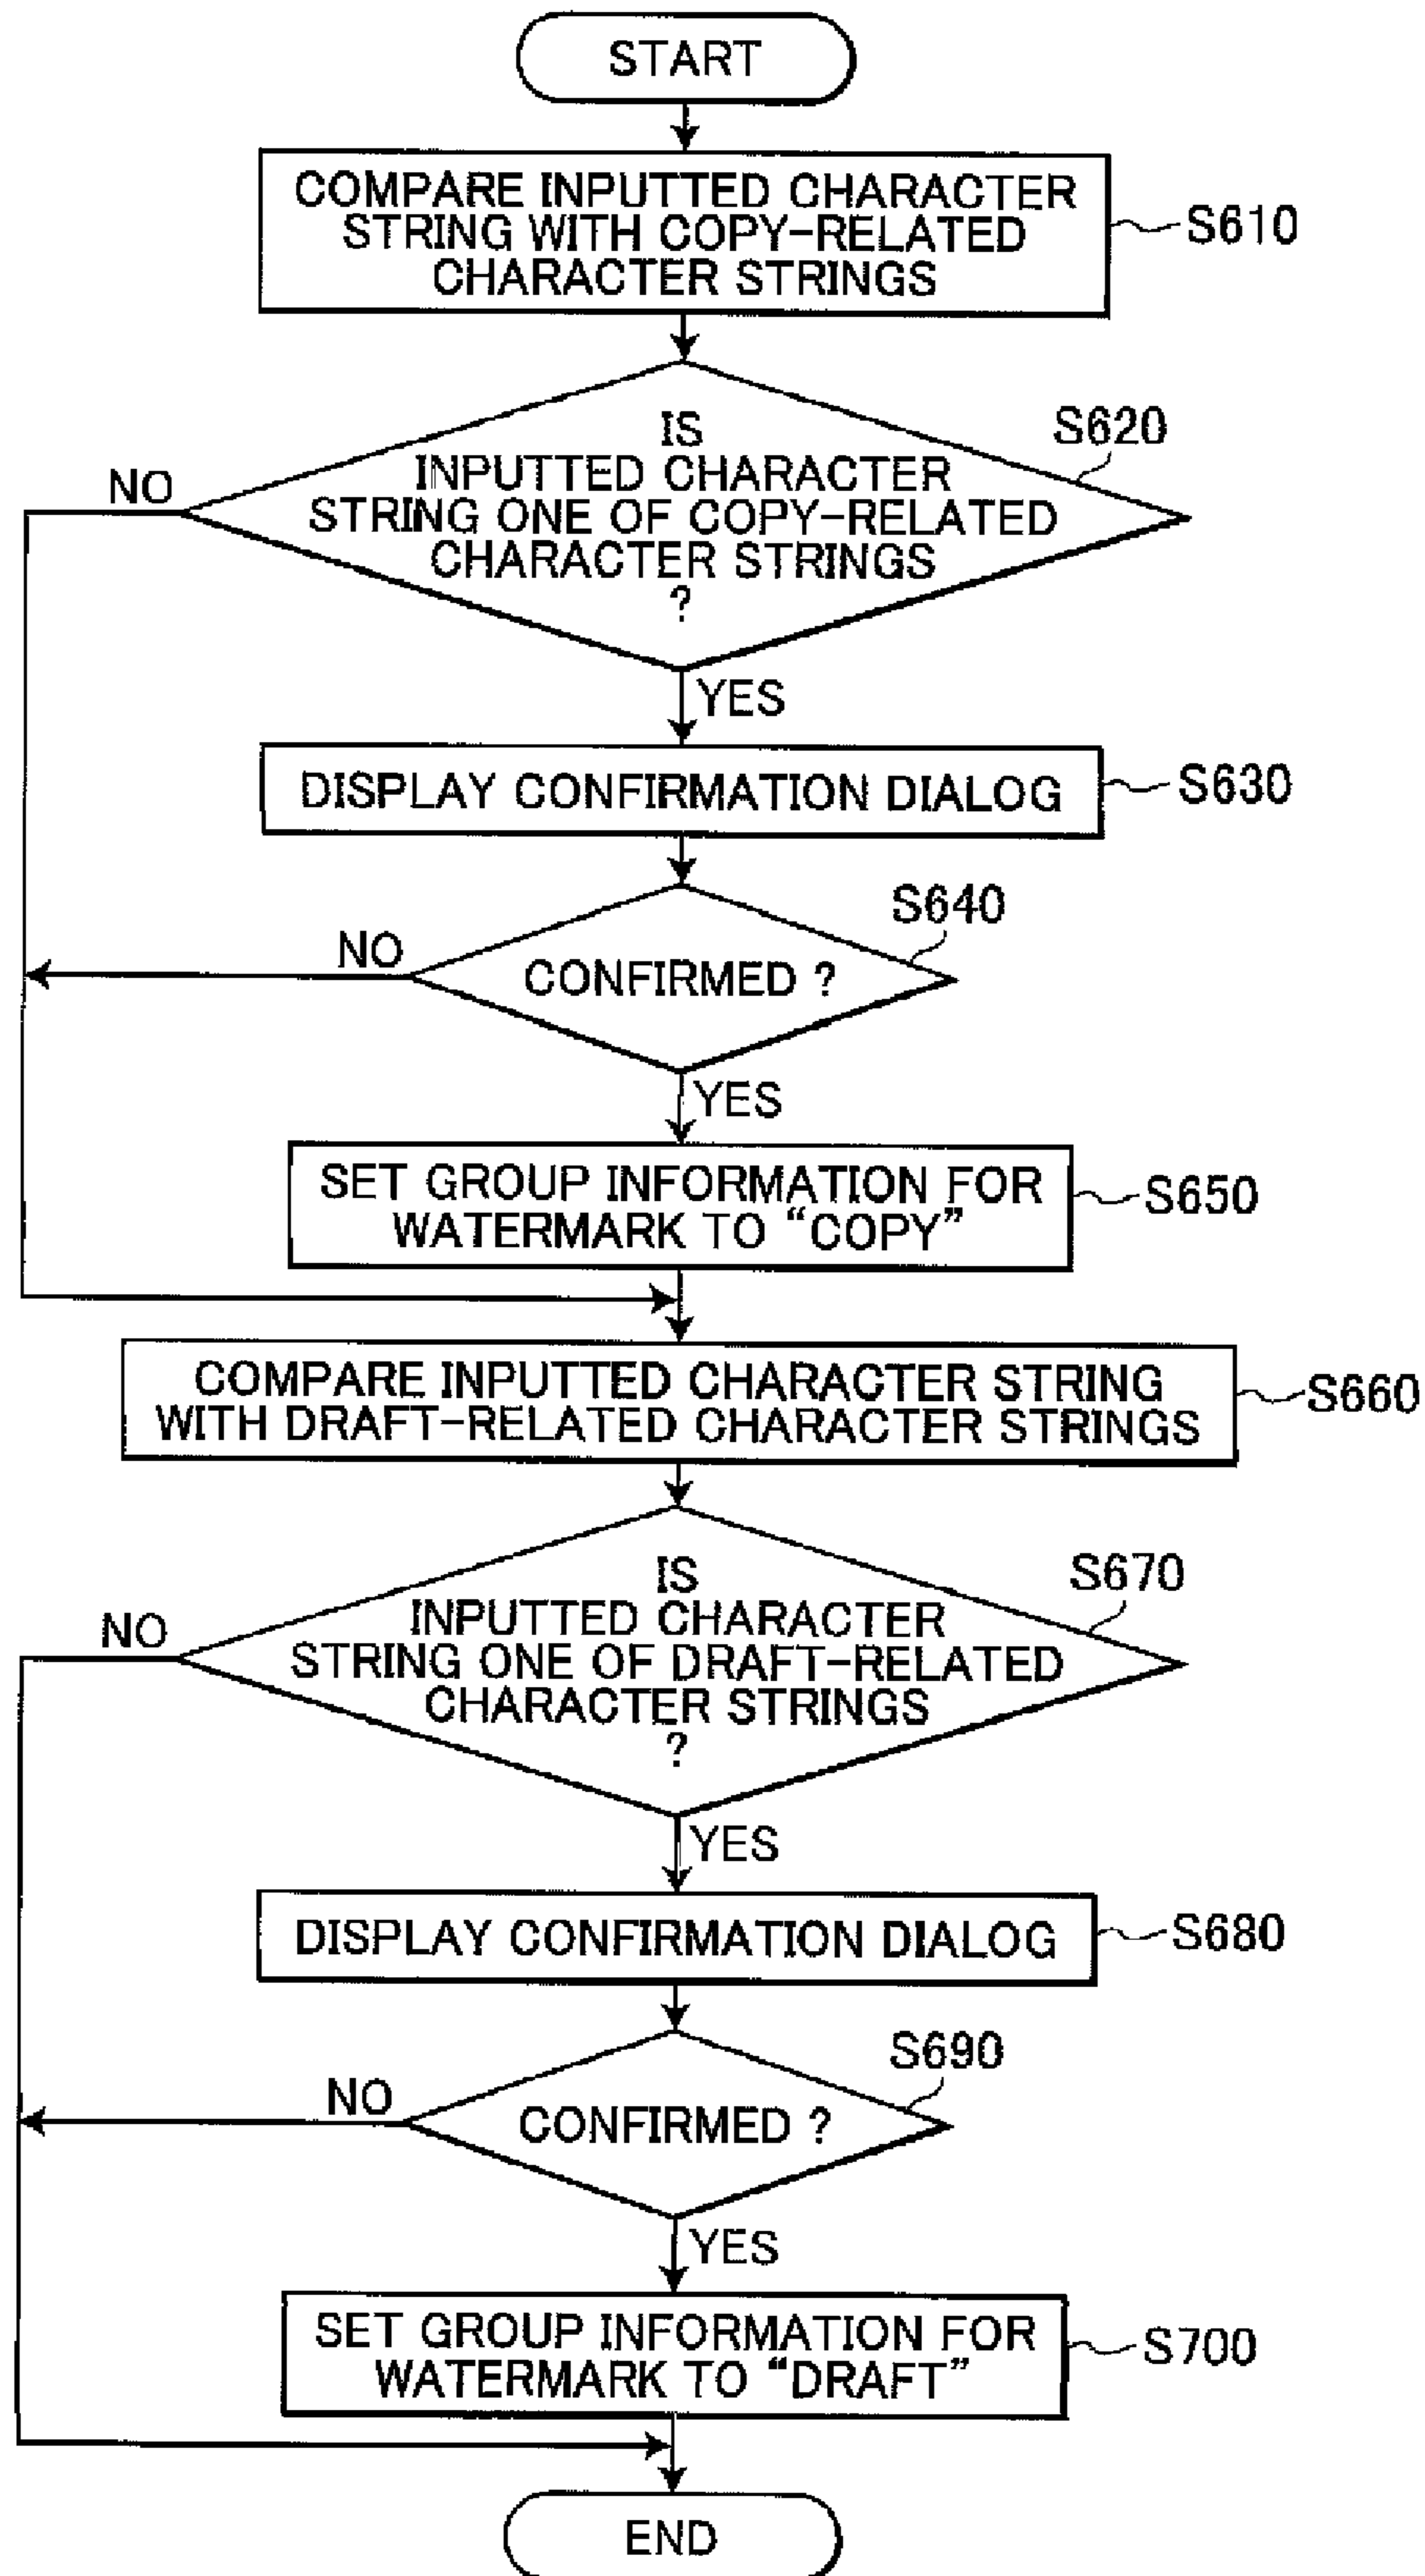 START
COMPARE INPUTTED CHARACTER
STRING WITH COPY-RELATED
CHARACTER STRINGS
S610
IS
INPUTTED CHARACTER
STRING ONE OF COPY-RELATED
CHARACTER STRINGS
?
S620
NO
YES
DISPLAY CONFIRMATION DIALOG
S630
CONFIRMED ?
S640
NO
YES
SET GROUP INFORMATION FOR
WATERMARK TO “COPY”
S650
COMPARE INPUTTED CHARACTER STRING
WITH DRAFT-RELATED CHARACTER STRINGS
S660
IS
INPUTTED CHARACTER
STRING ONE OF DRAFT-RELATED
CHARACTER STRINGS
?
S670
NO
YES
DISPLAY CONFIRMATION DIALOG
S680
CONFIRMED ?
S690
NO
YES
SET GROUP INFORMATION FOR
WATERMARK TO “DRAFT”
S700
END